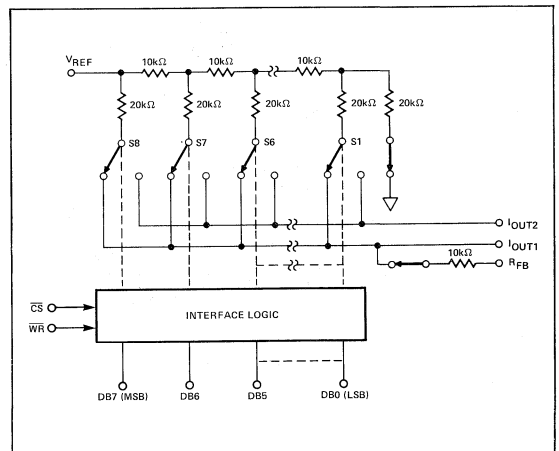 VREF
10kΩ 10kΩ 10kΩ
20kΩ 20kΩ 20kΩ 20kΩ 20kΩ
S8 S7 S6 S1
IOUT2
IOUT1
10kΩ
RFB
CS
WR
INTERFACE LOGIC
DB7 (MSB) DB6 DB5 DB0 (LSB)